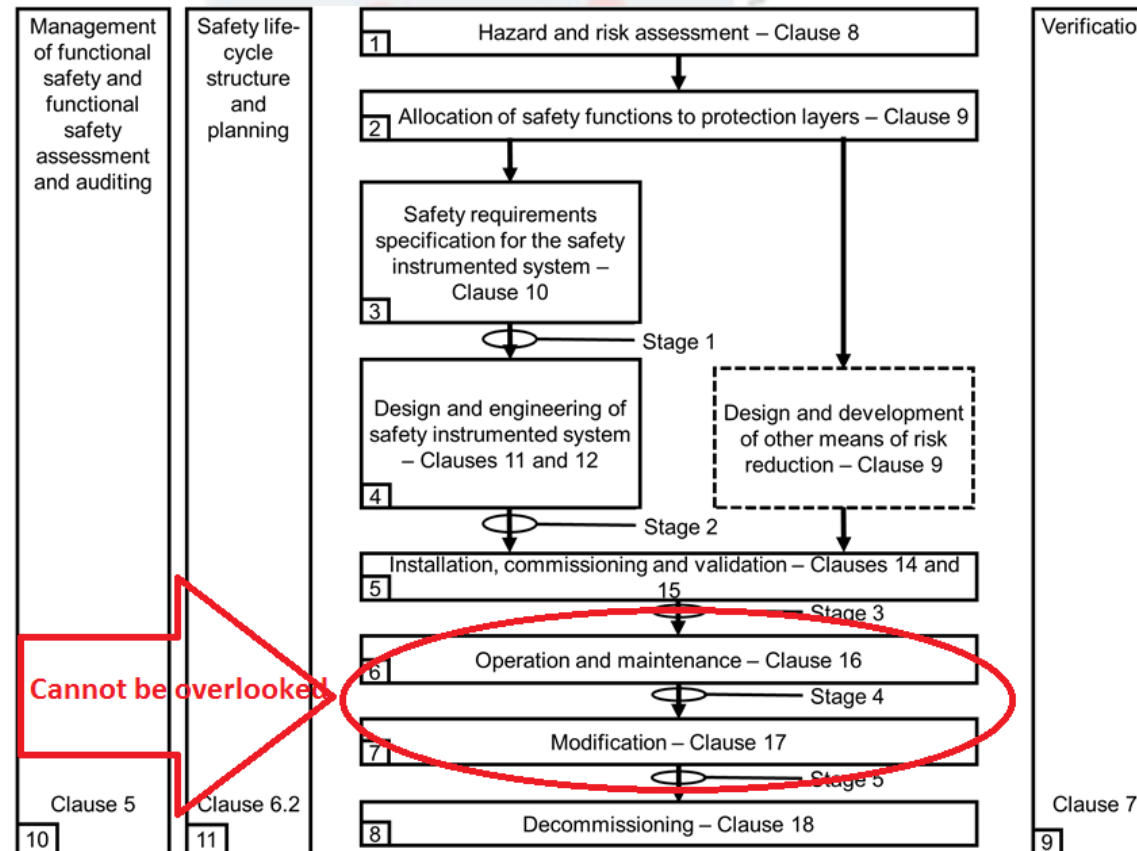 Management
of functional
safety and
functional
safety
assessment
and auditing
Clause 5
10
Safety life-
cycle
structure
and
planning
Clause 6.2
11
Hazard and risk assessment – Clause 8
1
Allocation of safety functions to protection layers – Clause 9
2
Safety requirements
specification for the safety
instrumented system –
Clause 10
3
Stage 1
Design and engineering of
safety instrumented system
– Clauses 11 and 12
4
Design and development
of other means of risk
reduction – Clause 9
Stage 2
Installation, commissioning and validation – Clauses 14 and
15
5
Stage 3
Operation and maintenance – Clause 16
6
Cannot be overlooked
Stage 4
Modification – Clause 17
7
Stage 5
Decommissioning – Clause 18
8
Verificatio
Clause 7
9